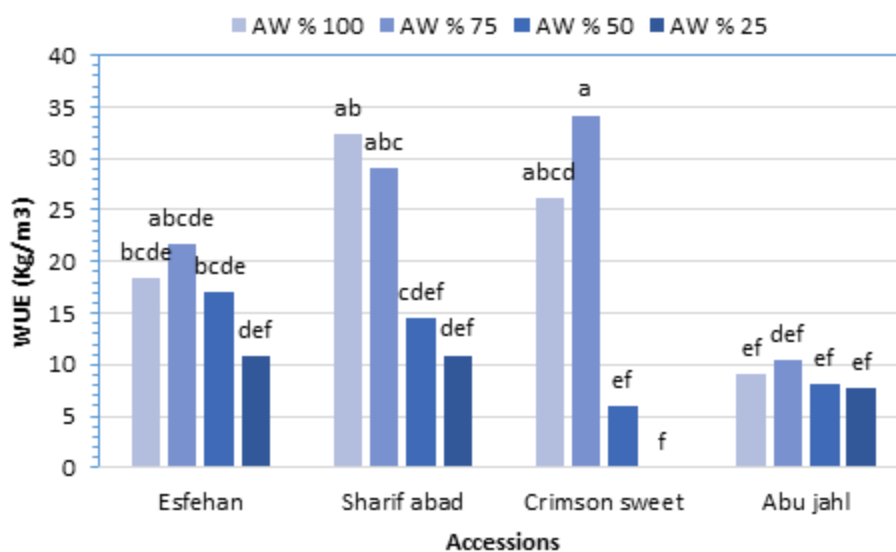 AW % 100 AW % 75 AW % 50 AW % 25
WUE (Kg/m3)
40
35
30
25
20
15
10
5
0
bcde abcde bcde def
ab abc cdef def
abcd a ef f
ef def ef ef
Esfehan Sharif abad Crimson sweet Abu jahl
Accessions